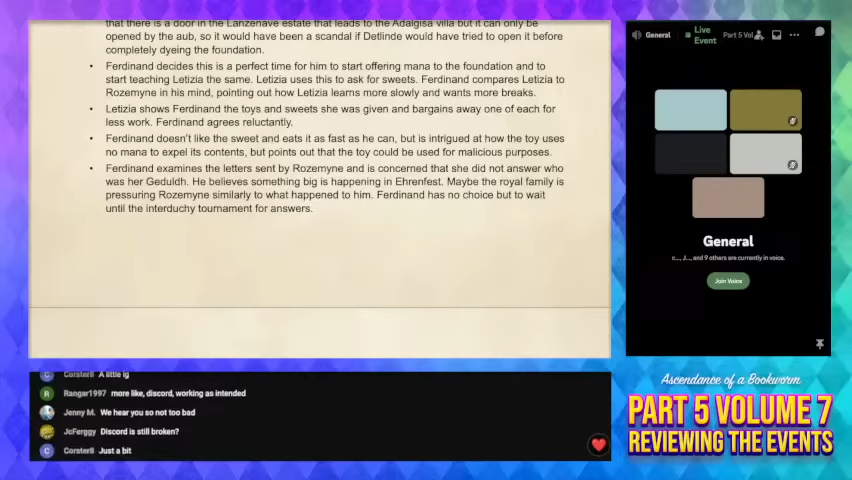 that there is a door in the Lanzenave estate that leads to the Adalgisa villa but it can only be
opened by the aub, so it would have been a scandal if Detlinde would have tried to open it before
completely dyeing the foundation.
• Ferdinand decides this is a perfect time for him to start offering mana to the foundation and to
start teaching Letizia the same. Letizia uses this to ask for sweets. Ferdinand compares Letizia to
Rozemyne in his mind, pointing out how Letizia learns more slowly and wants more breaks.
• Letizia shows Ferdinand the toys and sweets she was given and bargains away one of each for
less work. Ferdinand agrees reluctantly.
• Ferdinand doesn't like the sweet and eats it as fast as he can, but is intrigued at how the toy uses
no mana to expel its contents, but points out that the toy could be used for malicious purposes.
• Ferdinand examines the letters sent by Rozemyne and is concerned that she did not answer who
was her Geduldh. He believes something big is happening in Ehrenfest. Maybe the royal family is
pressuring Rozemyne similarly to what happened to him. Ferdinand has no choice but to wait
until the interduchy tournament for answers.
General
Live
Event
Part 5 Vol
General
c..., J..., and 9 others are currently in voice.
Join Voice
C Corster8 A little ig
R Rangar1997 more like, discord, working as intended
Jenny M. We hear you so not too bad
JcFerggy Discord is still broken?
C Corster8 Just a bit
Ascendance of a Bookworm
PART 5 VOLUME 7
REVIEWING THE EVENTS